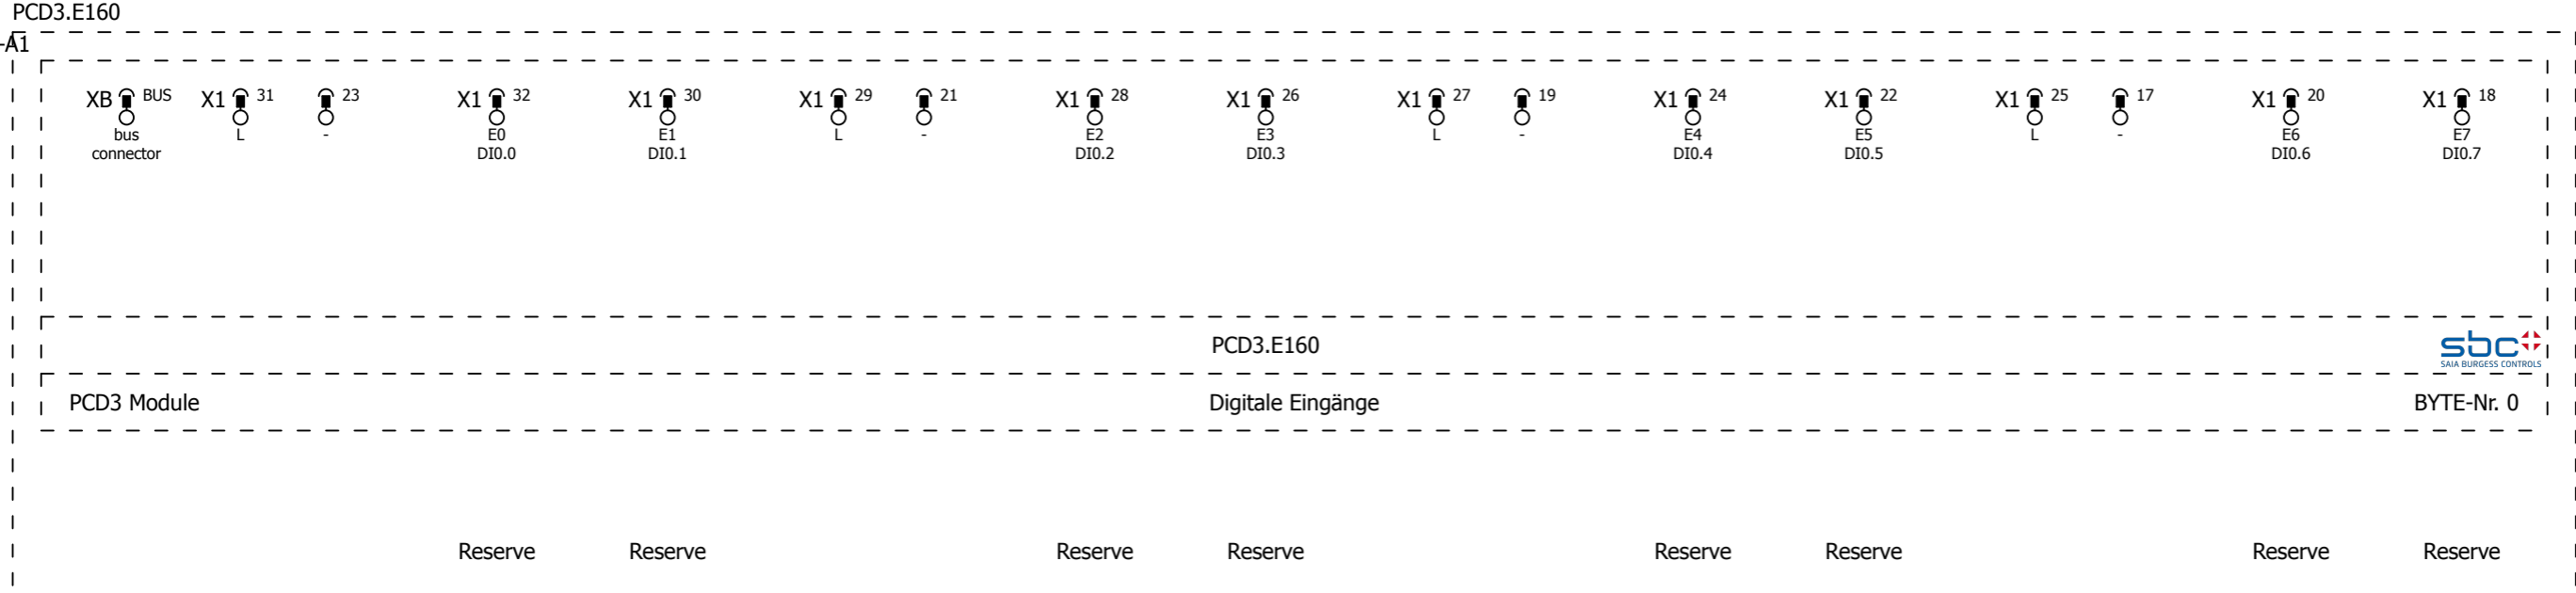 PCD3.E160
-A1
XB BUS X1 31 23 X1 32 X1 30 X1 29 21 X1 28 X1 26 X1 27 19 X1 24 X1 22 X1 25 17 X1 20 X1 18
bus L - E0 E1 L - E2 E3 L - E4 E5 L - E6 E7
connector DI0.0 DI0.1 DI0.2 DI0.3 DI0.4 DI0.5 DI0.6 DI0.7
PCD3.E160 sbc
SAIA BURGESS CONTROLS
PCD3 Module Digitale Eingänge BYTE-Nr. 0
Reserve Reserve Reserve Reserve Reserve Reserve Reserve Reserve